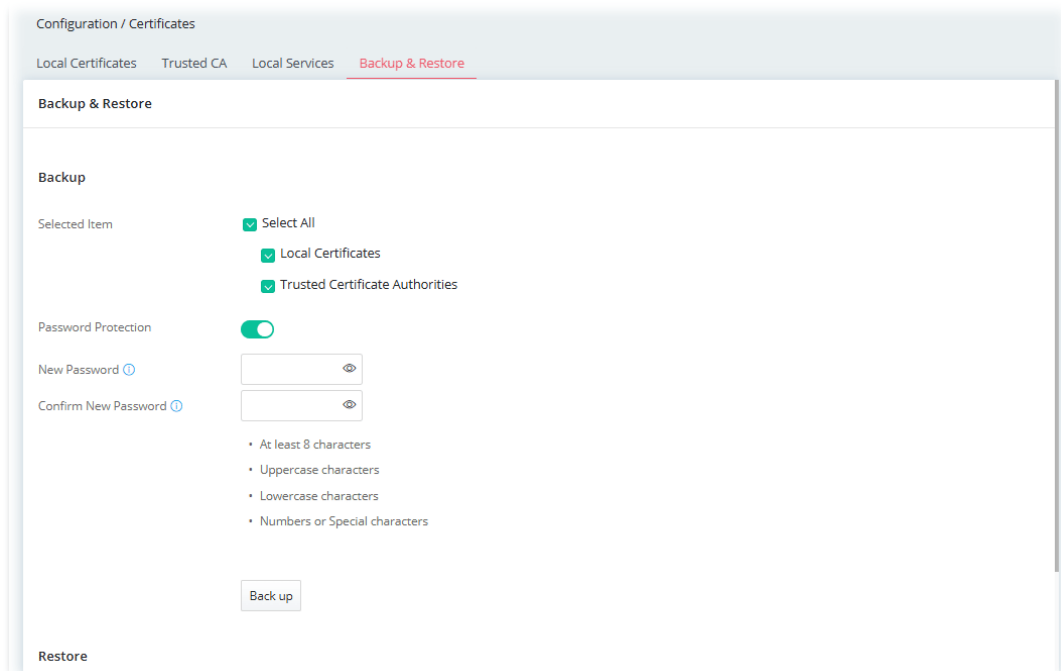 Configuration / Certificates
Local Certificates Trusted CA Local Services Backup & Restore
Backup & Restore
Backup
Selected Item
Select All
Local Certificates
Trusted Certificate Authorities
Password Protection
New Password
Confirm New Password
• At least 8 characters
• Uppercase characters
• Lowercase characters
• Numbers or Special characters
Back up
Restore